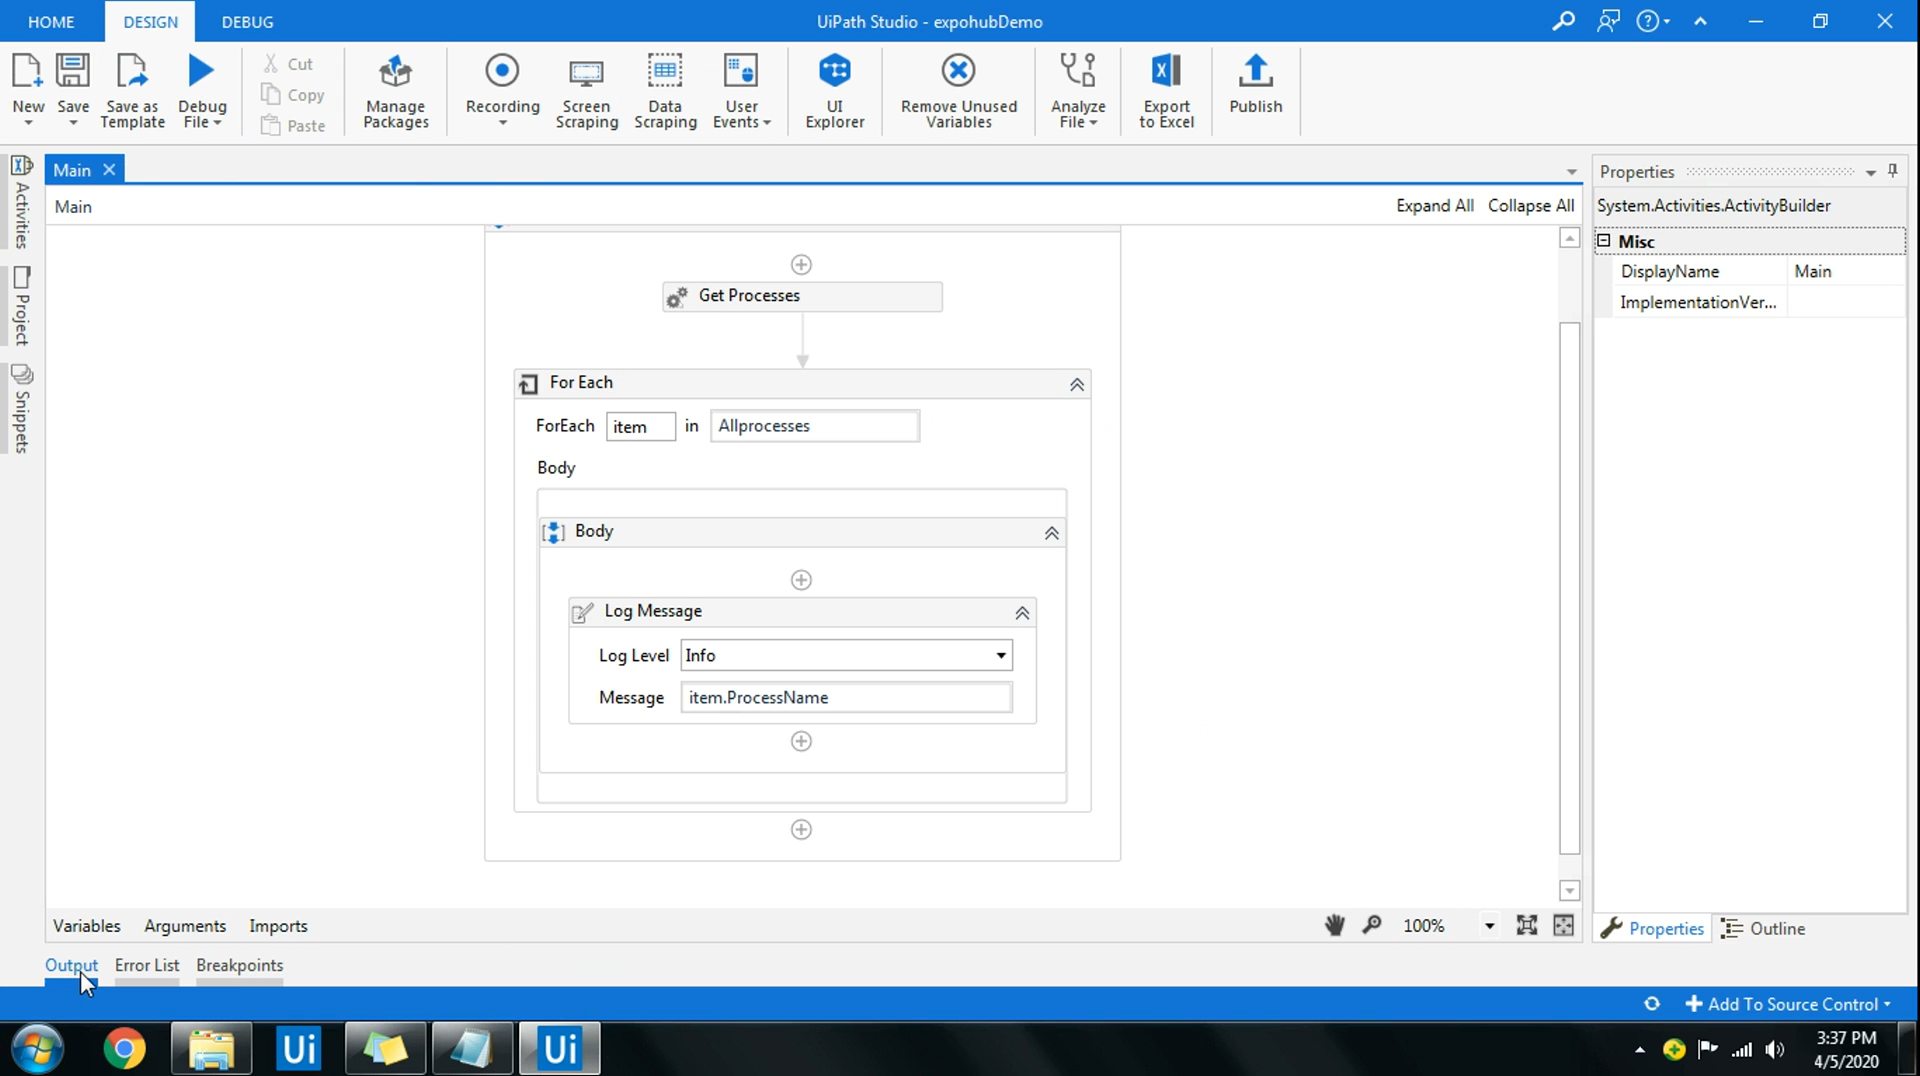 HOME DESIGN DEBUG UiPath Studio - expohubDemo
New Save Save as Template Debug File Cut Copy Paste Manage Packages Recording Screen Scraping Data Scraping User Events UI Explorer Remove Unused Variables Analyze File Export to Excel Publish
Activities
Project
Snippets
Main
Main Expand All Collapse All
Get Processes
For Each
ForEach item in Allprocesses
Body
Body
Log Message
Log Level Info
Message item.ProcessName
Variables Arguments Imports 100%
Properties
System.Activities.ActivityBuilder
Misc
DisplayName Main
ImplementationVer...
Properties Outline
Output Error List Breakpoints
Add To Source Control
Ui Ui
3:37 PM
4/5/2020